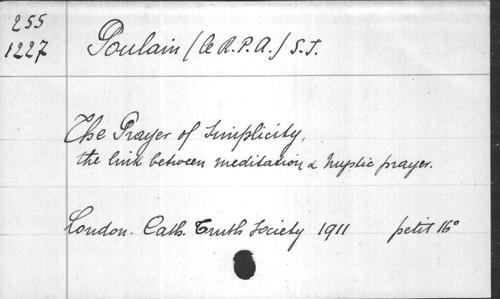 255
1227
Poulain (le R.P.A.) S.J.
The Prayer of simplicity,
the link between meditation & mystic prayer.
London. Cath. Truth Society 1911 petit 16°